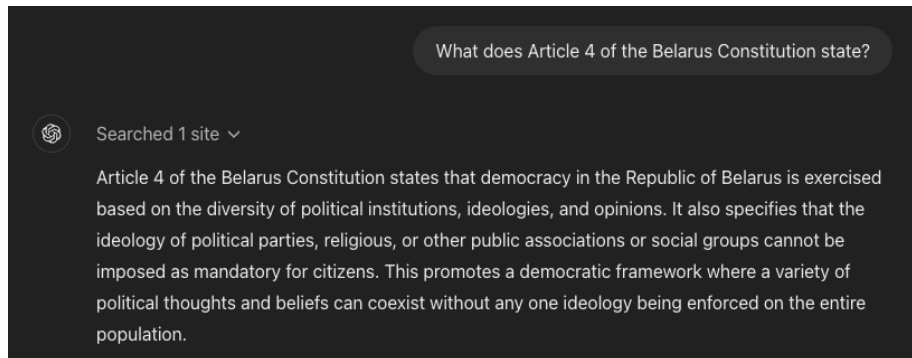 What does Article 4 of the Belarus Constitution state?
Searched 1 site
Article 4 of the Belarus Constitution states that democracy in the Republic of Belarus is exercised
based on the diversity of political institutions, ideologies, and opinions. It also specifies that the
ideology of political parties, religious, or other public associations or social groups cannot be
imposed as mandatory for citizens. This promotes a democratic framework where a variety of
political thoughts and beliefs can coexist without any one ideology being enforced on the entire
population.